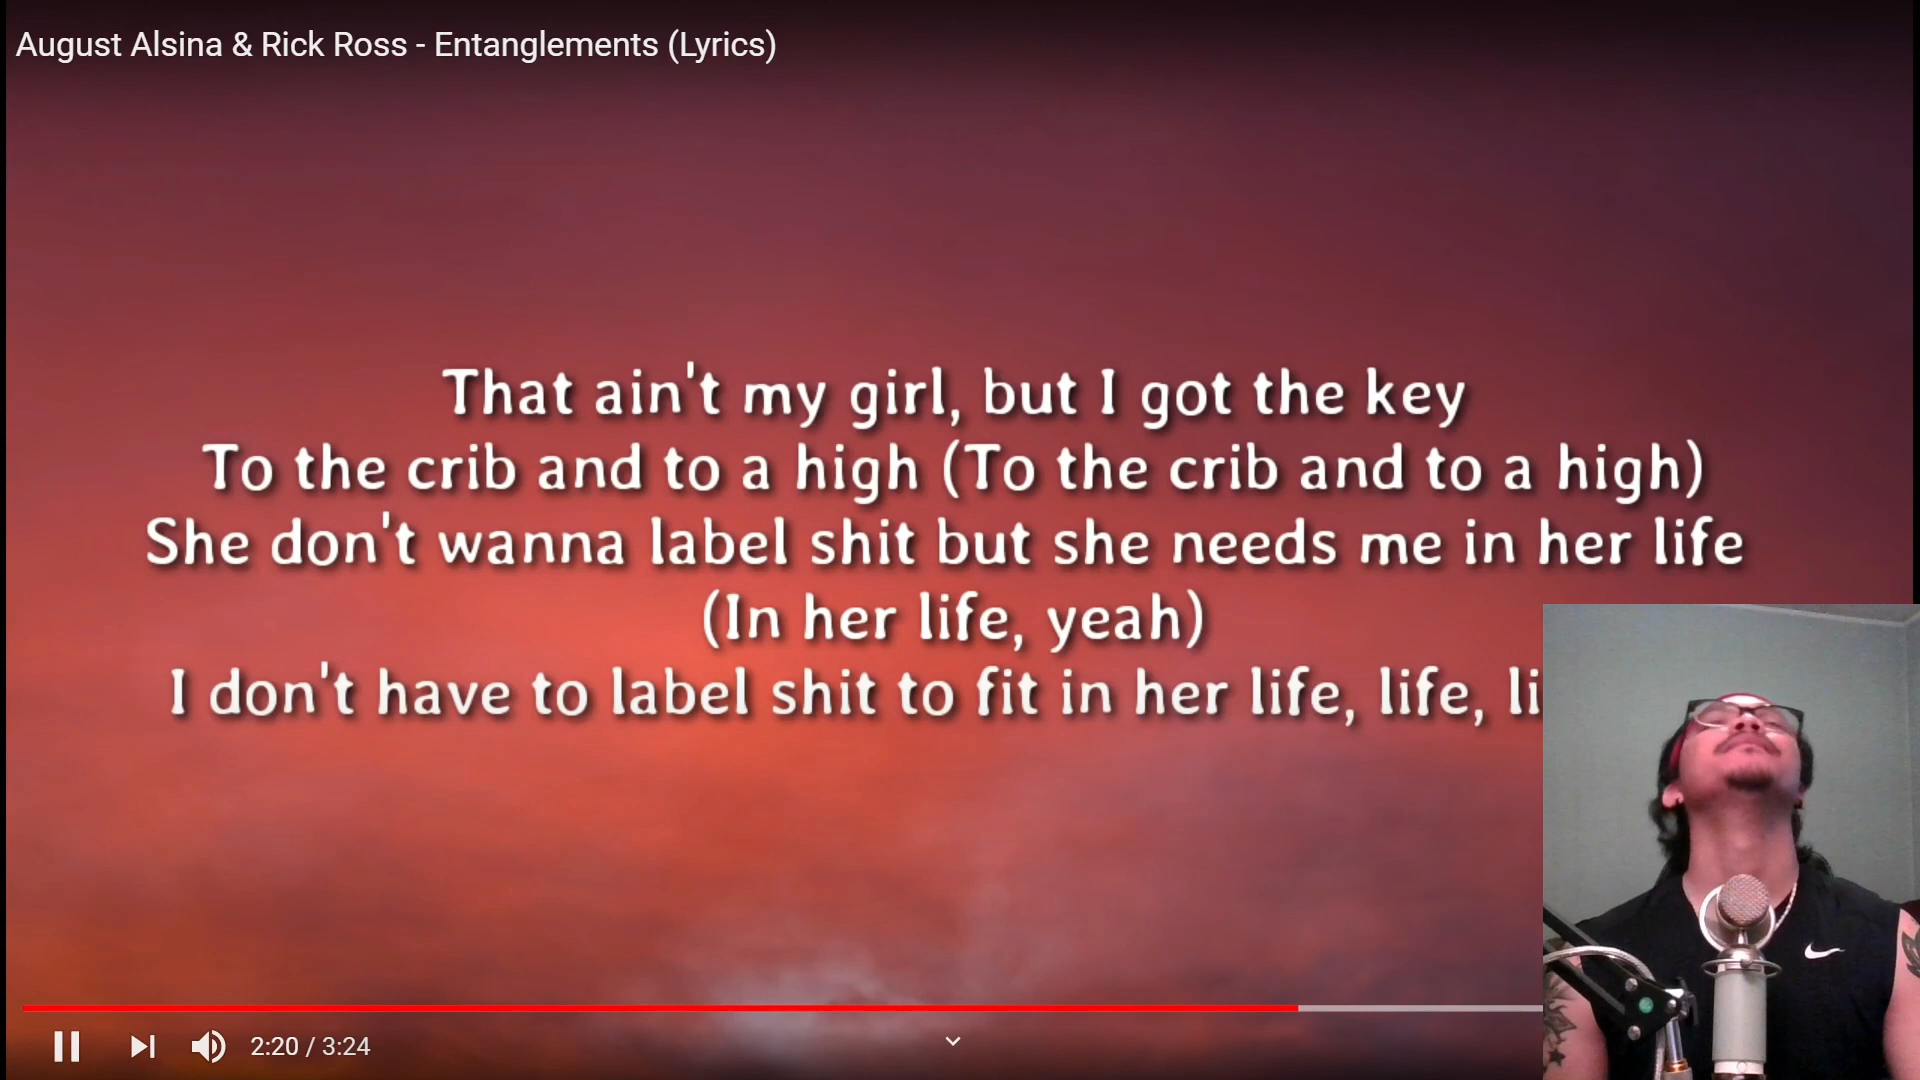 August Alsina & Rick Ross - Entanglements (Lyrics)
That ain't my girl, but I got the key
To the crib and to a high (To the crib and to a high)
She don't wanna label shit but she needs me in her life
(In her life, yeah)
I don't have to label shit to fit in her life, life, li
2:20 / 3:24